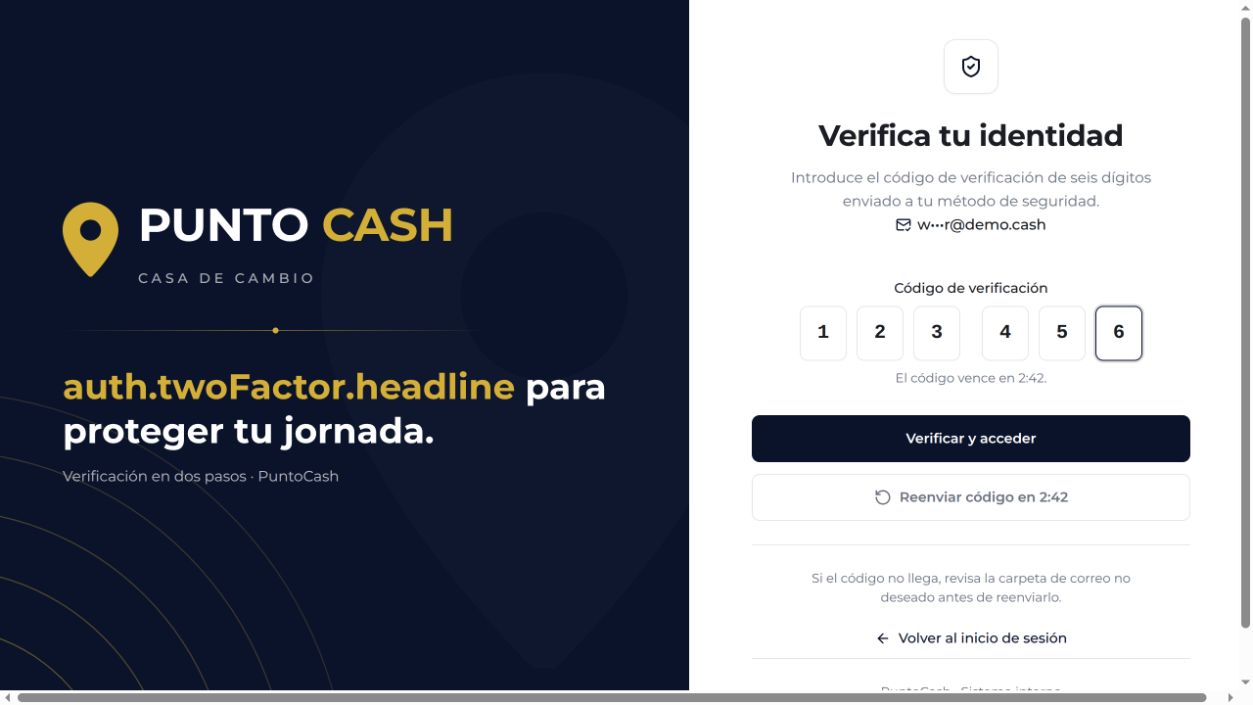 PUNTO CASH
CASA DE CAMBIO
auth.twoFactor.headline para
proteger tu jornada.
Verificación en dos pasos · PuntoCash
Verifica tu identidad
Introduce el código de verificación de seis dígitos
enviado a tu método de seguridad.
w•••r@demo.cash
Código de verificación
1 2 3 4 5 6
El código vence en 2:42.
Verificar y acceder
Reenviar código en 2:42
Si el código no llega, revisa la carpeta de correo no
deseado antes de reenviarlo.
Volver al inicio de sesión
PuntoCash · Sistema interno